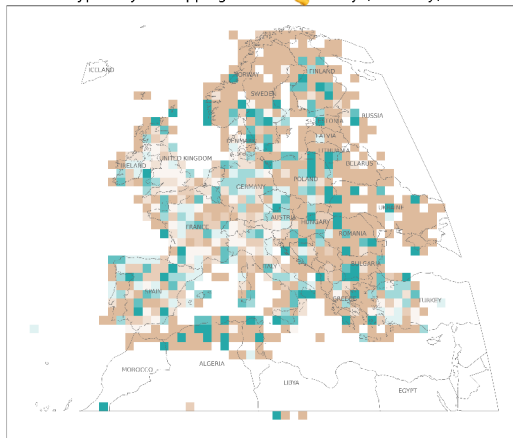 ICELAND
NORWAY
FINLAND
SWEDEN
RUSSIA
LATVIA
IRELAND
UNITED KINGDOM
BELARUS
POLAND
GERMANY
UKRAINE
AUSTRIA
HUNGARY
FRANCE
ROMANIA
ITALY
BULGARIA
SPAIN
GREECE
TURKEY
ALGERIA
MOROCCO
LIBYA
EGYPT